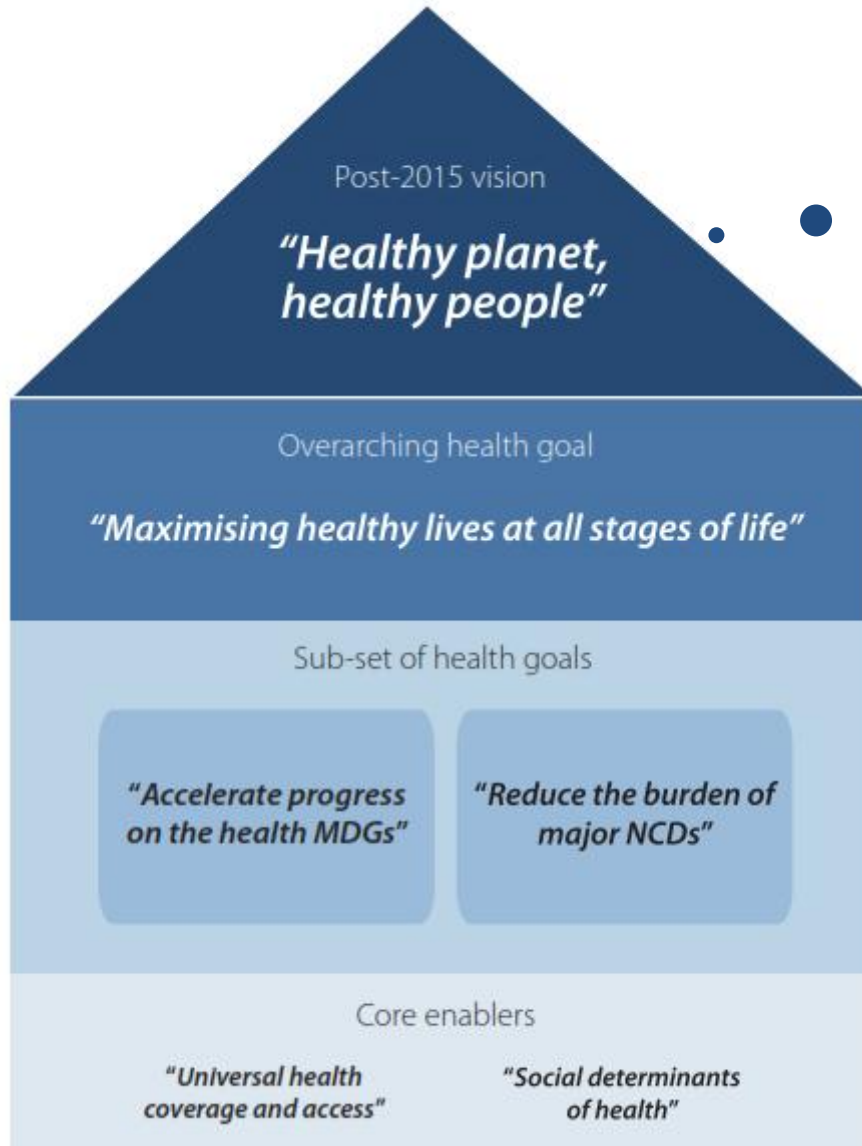 Post-2015 vision
“Healthy planet,
healthy people”
Overarching health goal
“Maximising healthy lives at all stages of life”
Sub-set of health goals
“Accelerate progress
on the health MDGs”
“Reduce the burden of
major NCDs”
Core enablers
“Universal health
coverage and access”
“Social determinants
of health”